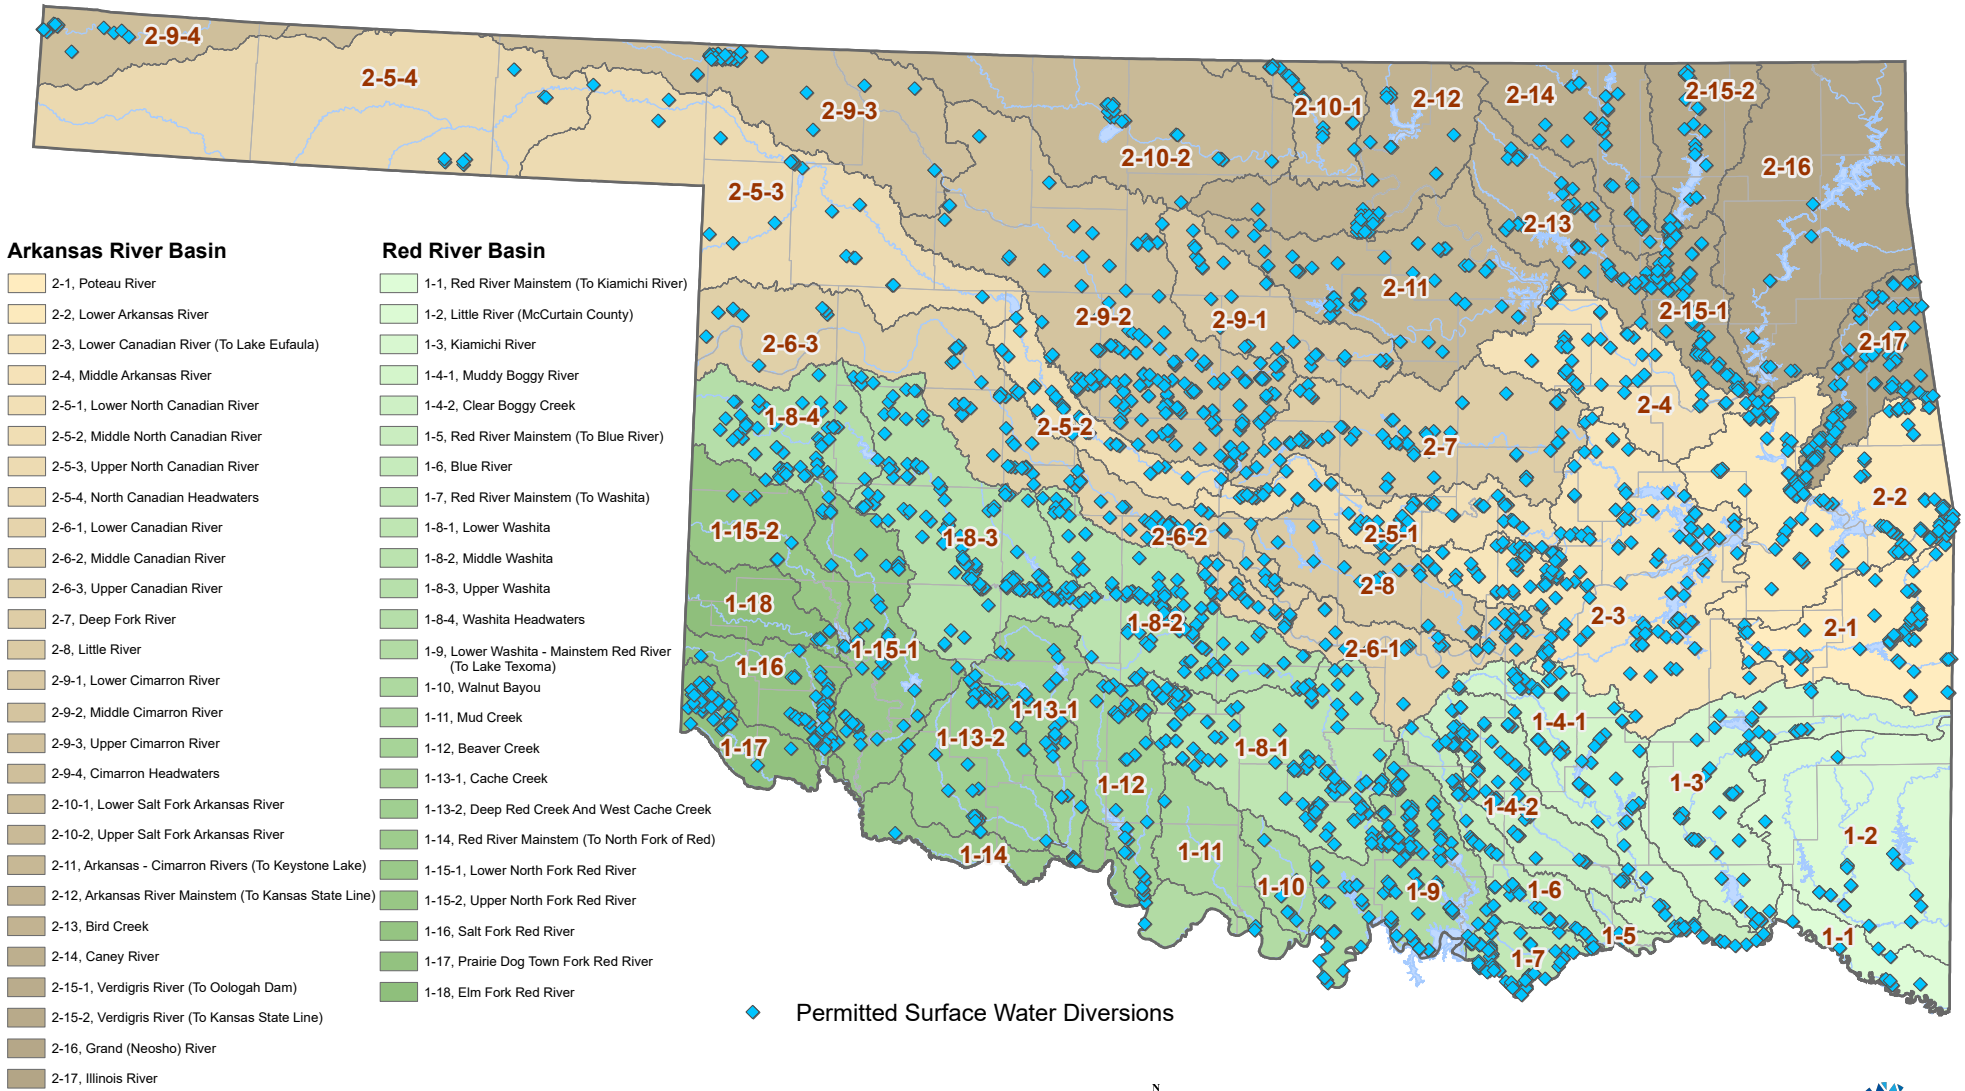 2-9-4
2-5-4
2-9-3
2-10-2
2-10-1
2-12
2-14
2-15-2
2-16
2-5-3
2-13
2-11
2-9-2
2-9-1
2-15-1
2-17
2-6-3
2-4
1-8-4
2-5-2
2-7
2-2
1-15-2
1-8-3
2-6-2
2-5-1
2-8
1-18
1-8-2
2-3
2-1
1-15-1
2-6-1
1-16
1-13-1
1-4-1
1-17
1-13-2
1-8-1
1-12
1-3
1-4-2
1-2
1-14
1-11
1-10
1-9
1-6
1-5
1-1
1-7
Arkansas River Basin
2-1, Poteau River
2-2, Lower Arkansas River
2-3, Lower Canadian River (To Lake Eufaula)
2-4, Middle Arkansas River
2-5-1, Lower North Canadian River
2-5-2, Middle North Canadian River
2-5-3, Upper North Canadian River
2-5-4, North Canadian Headwaters
2-6-1, Lower Canadian River
2-6-2, Middle Canadian River
2-6-3, Upper Canadian River
2-7, Deep Fork River
2-8, Little River
2-9-1, Lower Cimarron River
2-9-2, Middle Cimarron River
2-9-3, Upper Cimarron River
2-9-4, Cimarron Headwaters
2-10-1, Lower Salt Fork Arkansas River
2-10-2, Upper Salt Fork Arkansas River
2-11, Arkansas - Cimarron Rivers (To Keystone Lake)
2-12, Arkansas River Mainstem (To Kansas State Line)
2-13, Bird Creek
2-14, Caney River
2-15-1, Verdigris River (To Oologah Dam)
2-15-2, Verdigris River (To Kansas State Line)
2-16, Grand (Neosho) River
2-17, Illinois River
Red River Basin
1-1, Red River Mainstem (To Kiamichi River)
1-2, Little River (McCurtain County)
1-3, Kiamichi River
1-4-1, Muddy Boggy River
1-4-2, Clear Boggy Creek
1-5, Red River Mainstem (To Blue River)
1-6, Blue River
1-7, Red River Mainstem (To Washita)
1-8-1, Lower Washita
1-8-2, Middle Washita
1-8-3, Upper Washita
1-8-4, Washita Headwaters
1-9, Lower Washita - Mainstem Red River
(To Lake Texoma)
1-10, Walnut Bayou
1-11, Mud Creek
1-12, Beaver Creek
1-13-1, Cache Creek
1-13-2, Deep Red Creek And West Cache Creek
1-14, Red River Mainstem (To North Fork of Red)
1-15-1, Lower North Fork Red River
1-15-2, Upper North Fork Red River
1-16, Salt Fork Red River
1-17, Prairie Dog Town Fork Red River
1-18, Elm Fork Red River
Permitted Surface Water Diversions
N